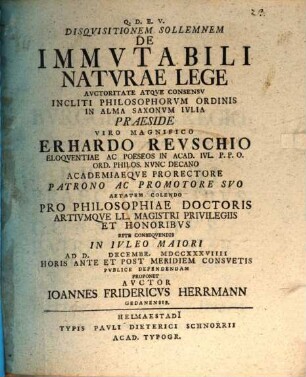 Q. D. E. V.
DISQVISITIONEM SOLLEMNEM
DE
IMMVTABILI
NATVRAE LEGE
AVCTORITATE ATQVE CONSENSV
INCLITI PHILOSOPHORVM ORDINIS
IN ALMA SAXONVM IVLIA
PRAESIDE
VIRO MAGNIFICO
ERHARDO REVSCHIO
ELOQVENTIAE AC POESEOS IN ACAD. IVL. P. P. O.
ORD. PHILOS. NVNC DECANO
ACADEMIAEQVE PRORECTORE
PATRONO AC PROMOTORE SVO
AETATEM COLENDO
PRO PHILOSOPHIAE DOCTORIS
ARTIVMQVE LL. MAGISTRI PRIVILEGIIS
ET HONORIBVS
RITE CONSEQVENDIS
IN IVLEO MAIORI
AD D. DECEMBR. MDCCXXXVIIII
HORIS ANTE ET POST MERIDIEM CONSVETIS
PVBLICE DEFENDENDAM
PROPONET
AVCTOR
IOANNES FRIDERICVS HERRMANN
GEDANENSIS.
HELMAESTADI
TYPIS PAVLI DIETERICI SCHNORRII
ACAD. TYPOGR.